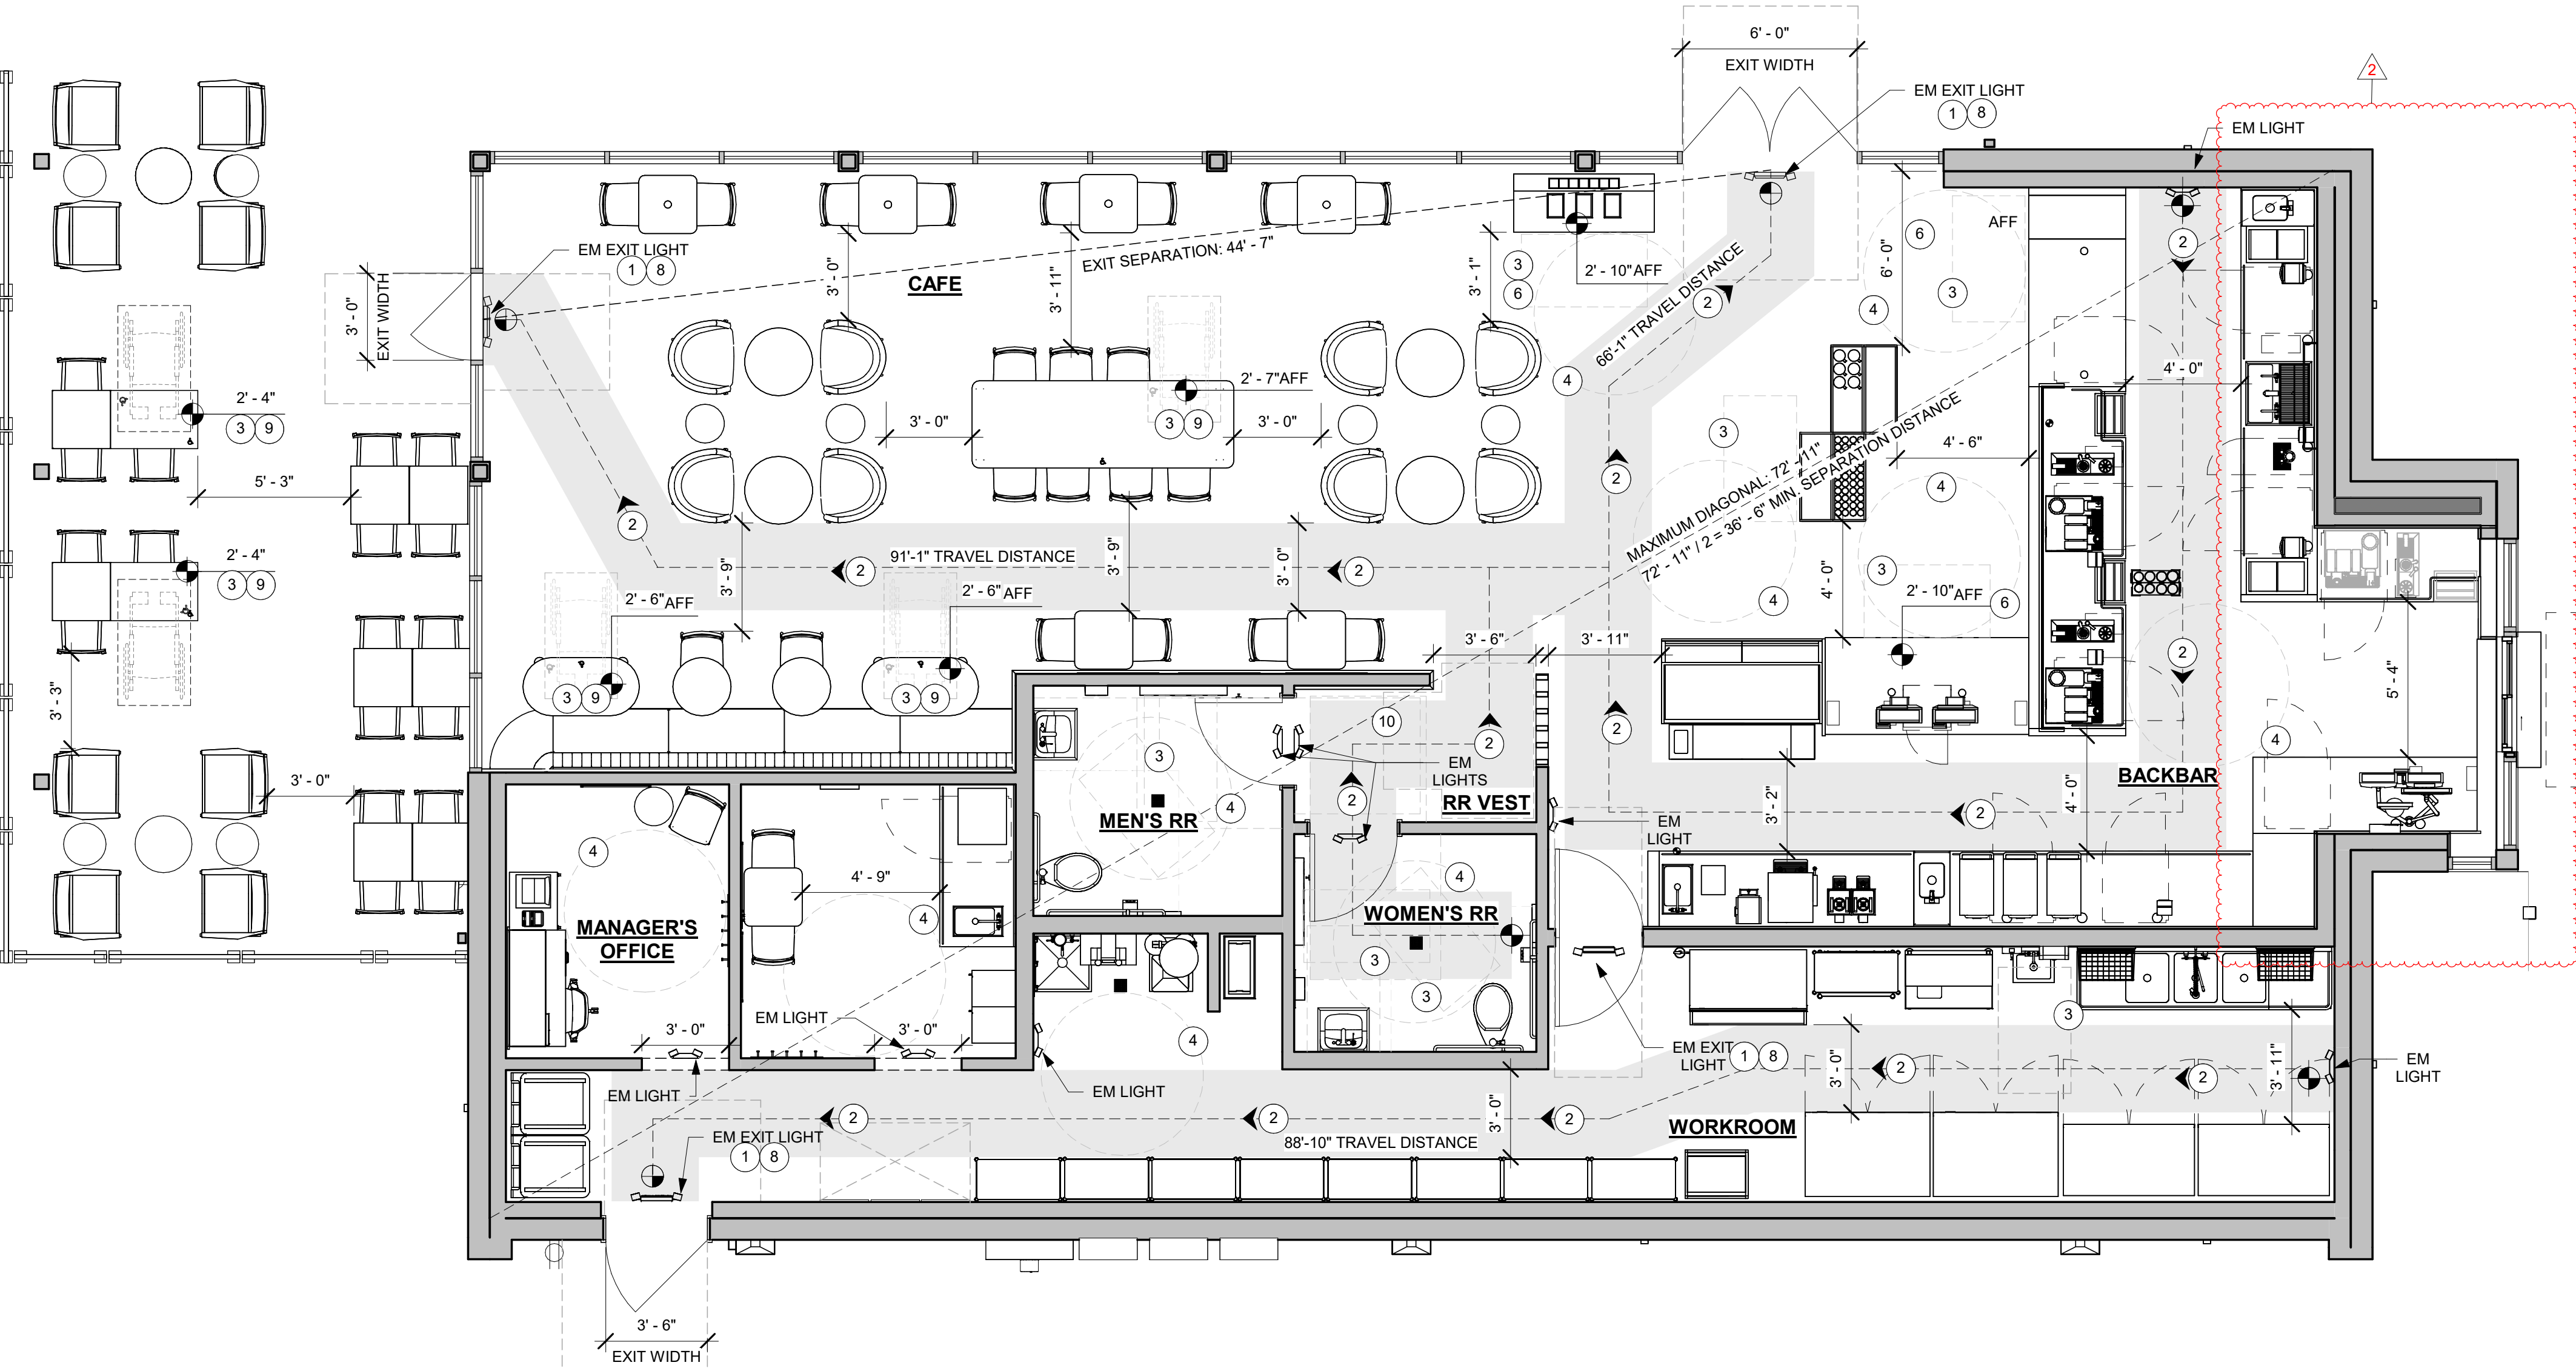 6' - 0"
EXIT WIDTH
EM EXIT LIGHT
1 8
2
EM LIGHT
EM EXIT LIGHT
1 8
EXIT SEPARATION: 44' - 7"
CAFE
3' - 0"
EXIT WIDTH
3' - 0"
3' - 11"
3' - 1"
3
6
2' - 10" AFF
66'-1" TRAVEL DISTANCE
2
6' - 0"
6
AFF
3
4
2
4' - 0"
2' - 4"
3 9
5' - 3"
2' - 4"
3 9
3' - 3"
3' - 0"
2' - 7" AFF
3 9
3' - 0"
3' - 0"
4
3
2
4' - 6"
4
MAXIMUM DIAGONAL: 72' - 11"
72' - 11" / 2 = 36' - 6" MIN. SEPARATION DISTANCE
2
91'-1" TRAVEL DISTANCE
2
2
3' - 9"
3' - 9"
3' - 0"
2' - 6" AFF
3 9
2' - 6" AFF
3 9
4
3
4' - 0"
2' - 10" AFF
6
3' - 6"
3' - 11"
2
5' - 4"
4
10
2
2
3
4
MEN'S RR
EM
LIGHTS
2
RR VEST
EM
LIGHT
3' - 2"
2
4' - 0"
BACKBAR
4
MANAGER'S
OFFICE
4' - 9"
4
4
WOMEN'S RR
3
3
3' - 0"
EM LIGHT
3' - 0"
EM LIGHT
4
EM LIGHT
EM EXIT
LIGHT
1 8
3
3' - 0"
2
2
3' - 11"
EM
LIGHT
EM EXIT LIGHT
1 8
2
2
88'-10" TRAVEL DISTANCE
2
3' - 0"
WORKROOM
3' - 6"
EXIT WIDTH